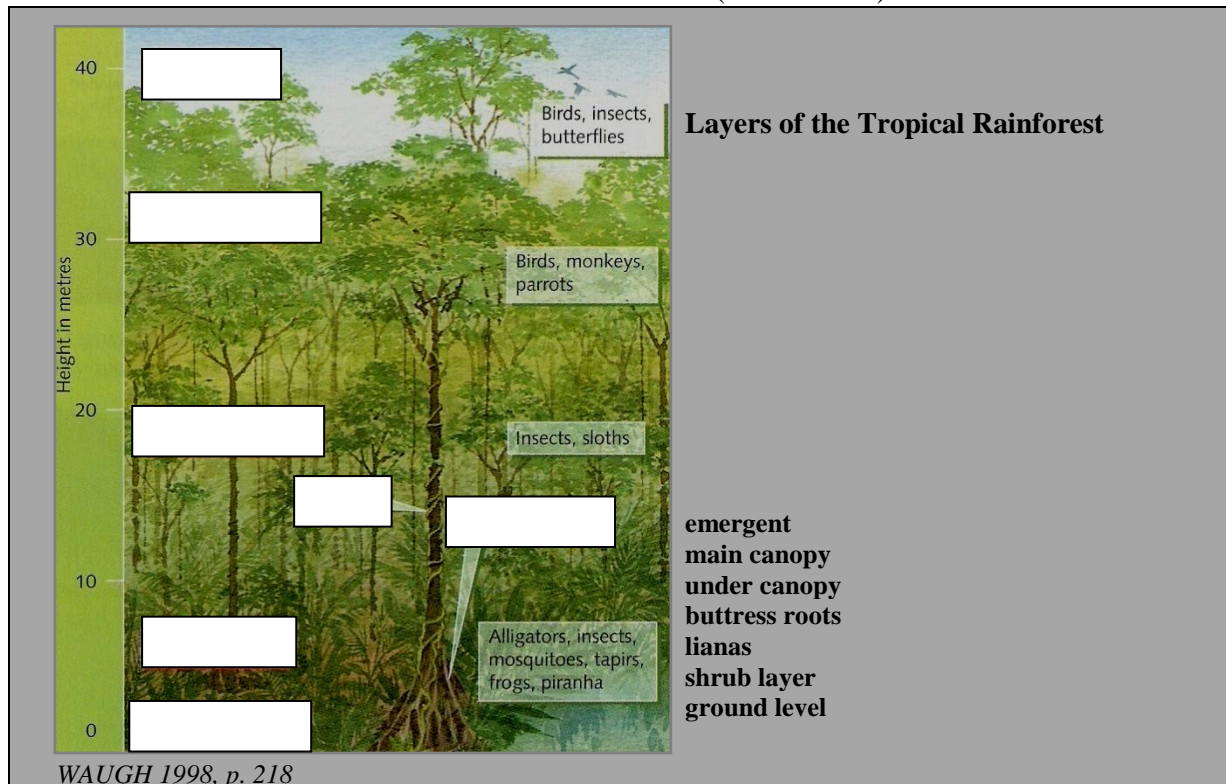 40
Birds, insects,
butterflies
Layers of the Tropical Rainforest
30
Height in metres
Birds, monkeys,
parrots
20
Insects, sloths
10
emergent
main canopy
under canopy
buttress roots
lianas
shrub layer
ground level
Alligators, insects,
mosquitoes, tapirs,
frogs, piranha
0
WAUGH 1998, p. 218